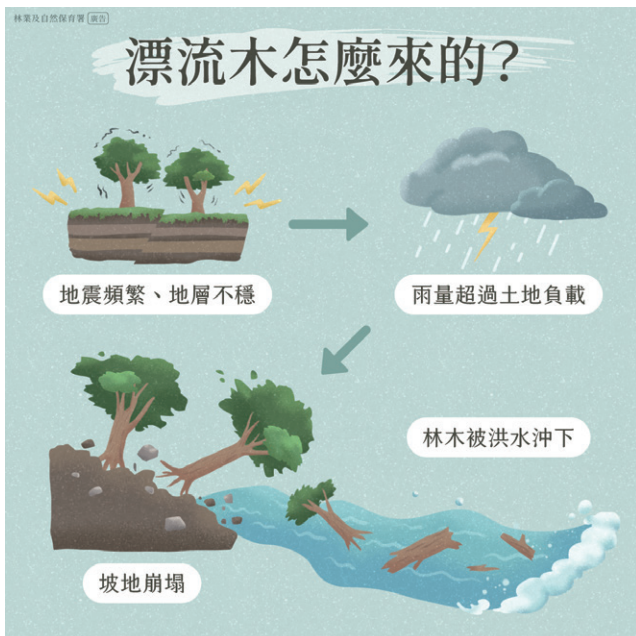 林業及自然保育署 廣告
漂流木怎麼來的?
地震頻繁、地層不穩
雨量超過土地負載
林木被洪水沖下
坡地崩塌